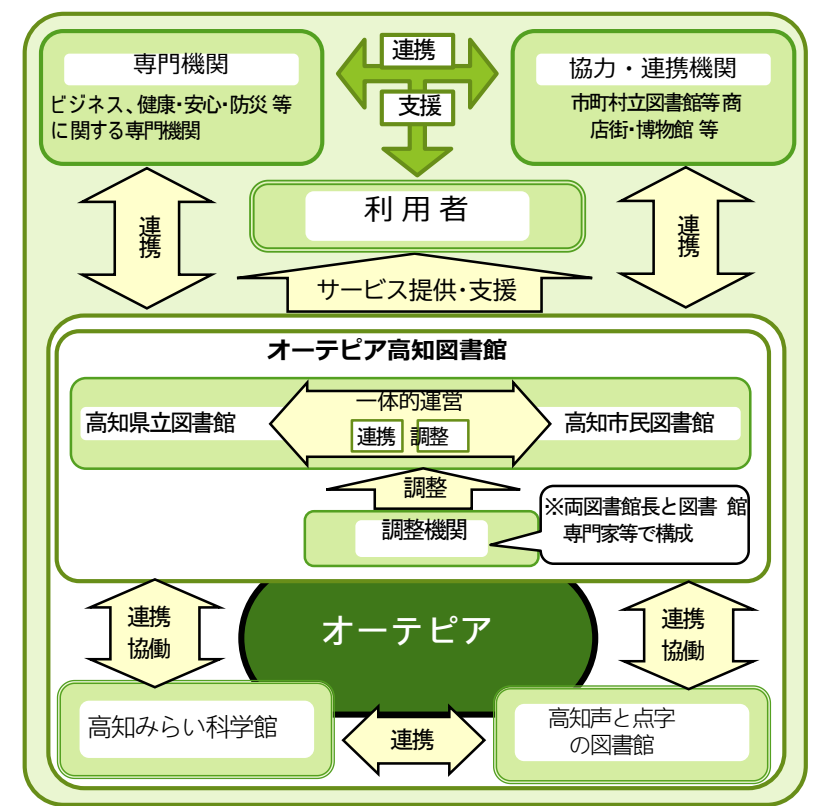 専門機関
ビジネス、健康・安心・防災 等
に関する専門機関
連携
支援
協力・連携機関
市町村立図書館等 商
店街・博物館 等
利用者
連携
連携
サービス提供・支援
オーテピア高知図書館
高知県立図書館
一体的運営
連携 調整
高知市民図書館
調整
調整機関
※両図書館長と図書 館
専門家等で構成
オーテピア
連携
協働
連携
協働
高知みらい科学館
連携
高知声と点字
の図書館